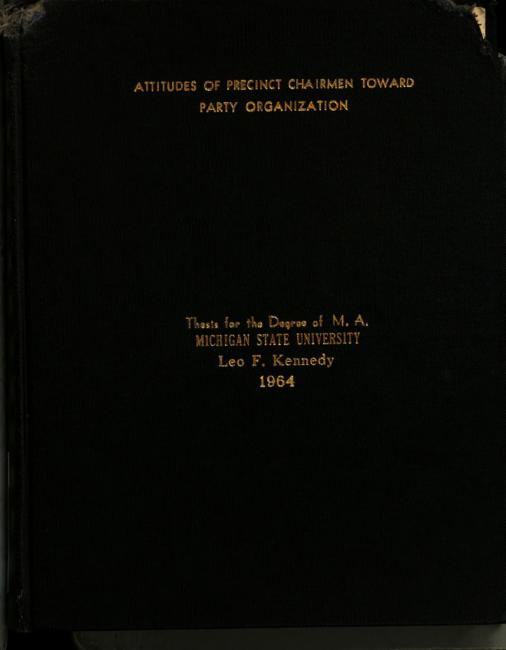 ATTITUDES OF PRECINCT CHAIRMEN TOWARD
PARTY ORGANIZATION
Thesis for the Degree of M. A.
MICHIGAN STATE UNIVERSITY
Leo F. Kennedy
1964